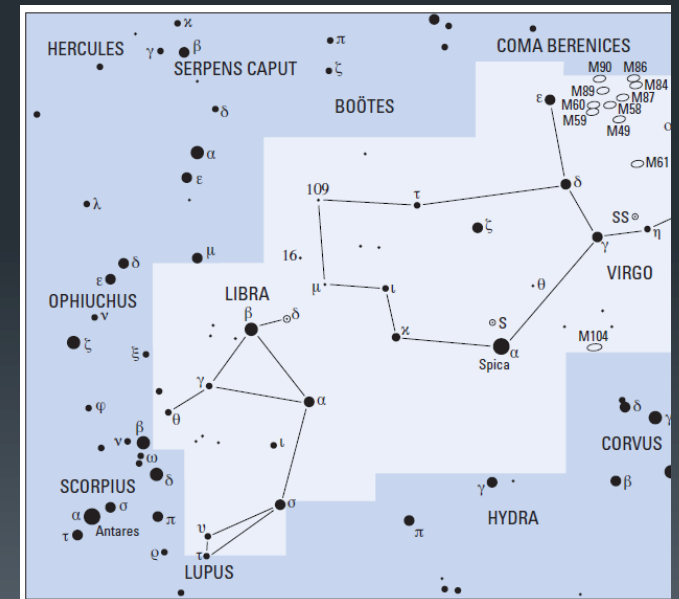 HERCULES
γ
κ
β
SERPENS CAPUT
δ
π
ζ
BOÖTES
COMA BERENICES
M90
M86
M84
M89
M87
M60
M58
M59
M49
M61
ε
δ
α
ε
λ
109
τ
ζ
SS
η
γ
VIRGO
μ
16
δ
ε
OPHIUCHUS
ν
ζ
ξ
LIBRA
β
δ
μ
ι
κ
θ
S
α
Spica
M104
γ
θ
α
ι
φ
ν
β
ω
δ
SCORPIUS
α
Antares
σ
τ
π
ϱ
υ
τ
σ
LUPUS
γ
HYDRA
π
δ
γ
CORVUS
β